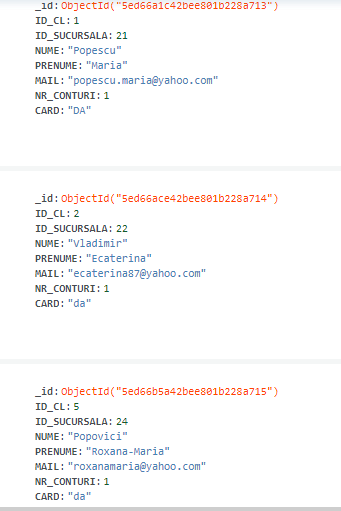 _id: ObjectId("5ed66a1c42bee801b228a713")
ID_CL: 1
ID_SUCURSALA: 21
NUME: "Popescu"
PRENUME: "Maria"
MAIL: "popescu.maria@yahoo.com"
NR_CONTURI: 1
CARD: "DA"
_id: ObjectId("5ed66ace42bee801b228a714")
ID_CL: 2
ID_SUCURSALA: 22
NUME: "Vladimir"
PRENUME: "Ecaterina"
MAIL: "ecaterina87@yahoo.com"
NR_CONTURI: 1
CARD: "da"
_id: ObjectId("5ed66b5a42bee801b228a715")
ID_CL: 5
ID_SUCURSALA: 24
NUME: "Popovici"
PRENUME: "Roxana-Maria"
MAIL: "roxanamaria@yahoo.com"
NR_CONTURI: 1
CARD: "da"